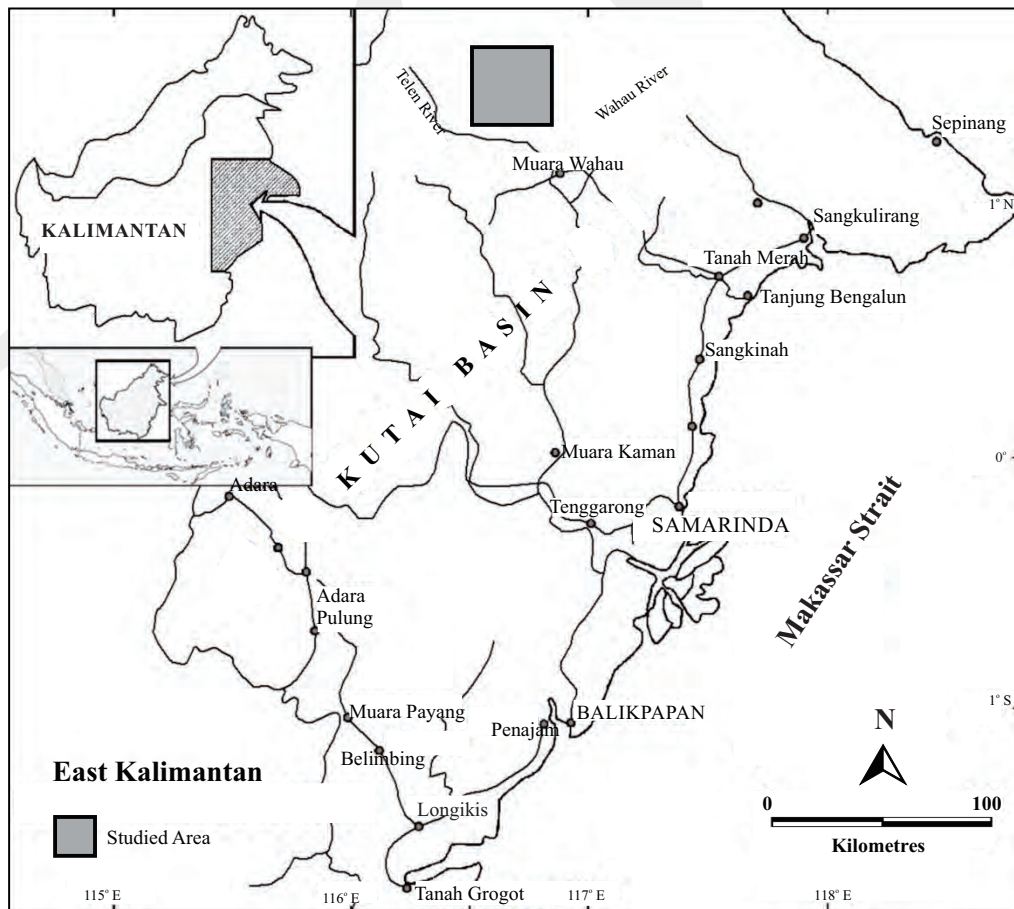 Telen River
Wahau River
Sepinang
Muara Wahau
1° N
Sangkulirang
KALIMANTAN
Tanah Merah
Tanjung Bengalun
Sangkinah
KUTAI BASIN
Muara Kaman
0°
Adara
Tenggarong
SAMARINDA
Makassar Strait
Adara
Pulung
1° S
Muara Payang
Penajam
BALIKPAPAN
N
Belimbing
East Kalimantan
Longikis
0 100
Kilometres
Studied Area
Tanah Grogot
115° E
116° E
117° E
118° E